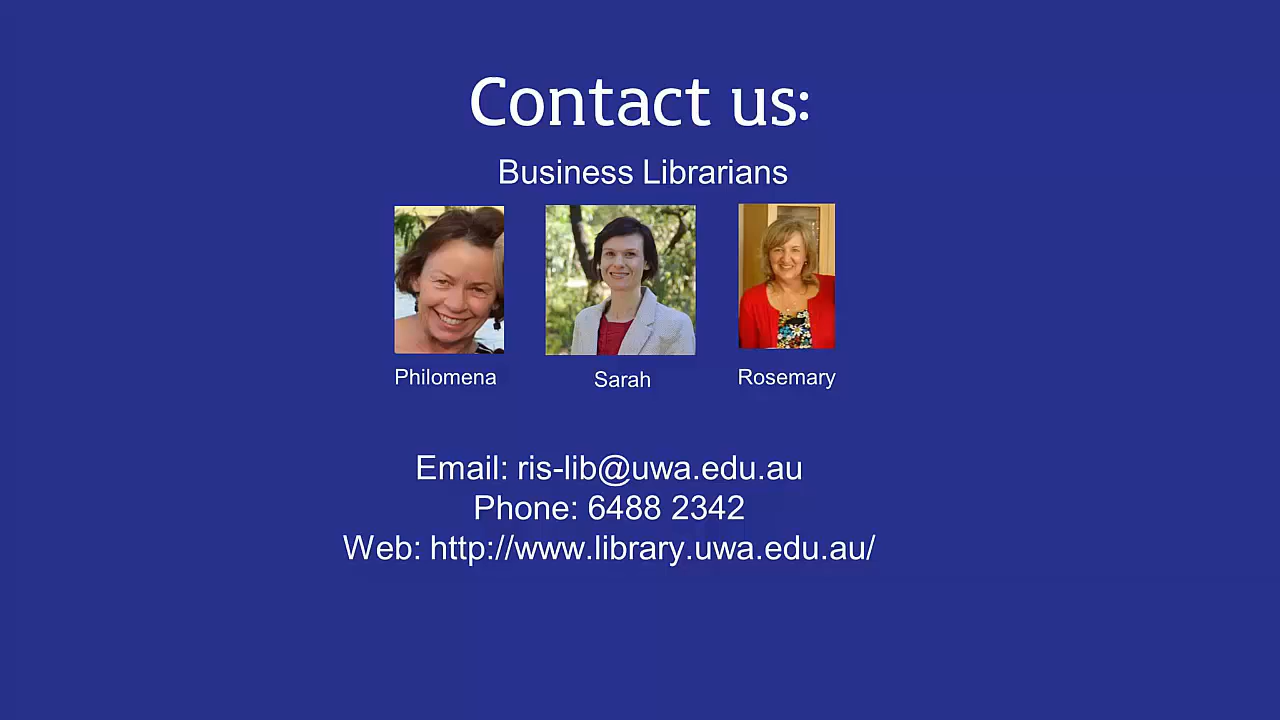 Contact us:
Business Librarians
Philomena
Sarah
Rosemary
Email: ris-lib@uwa.edu.au
Phone: 6488 2342
Web: http://www.library.uwa.edu.au/